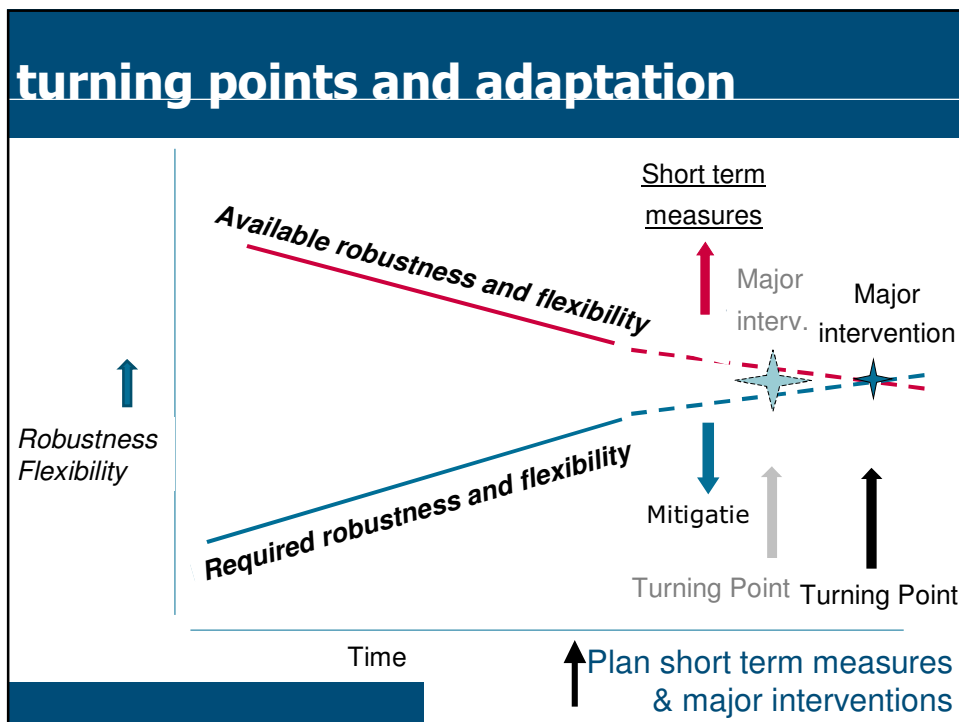 turning points and adaptation
Short term
measures
Available robustness and flexibility
Major
interv.
Major
intervention
Robustness
Flexibility
Required robustness and flexibility
Mitigatie
Turning Point
Turning Point
Time
Plan short term measures
& major interventions